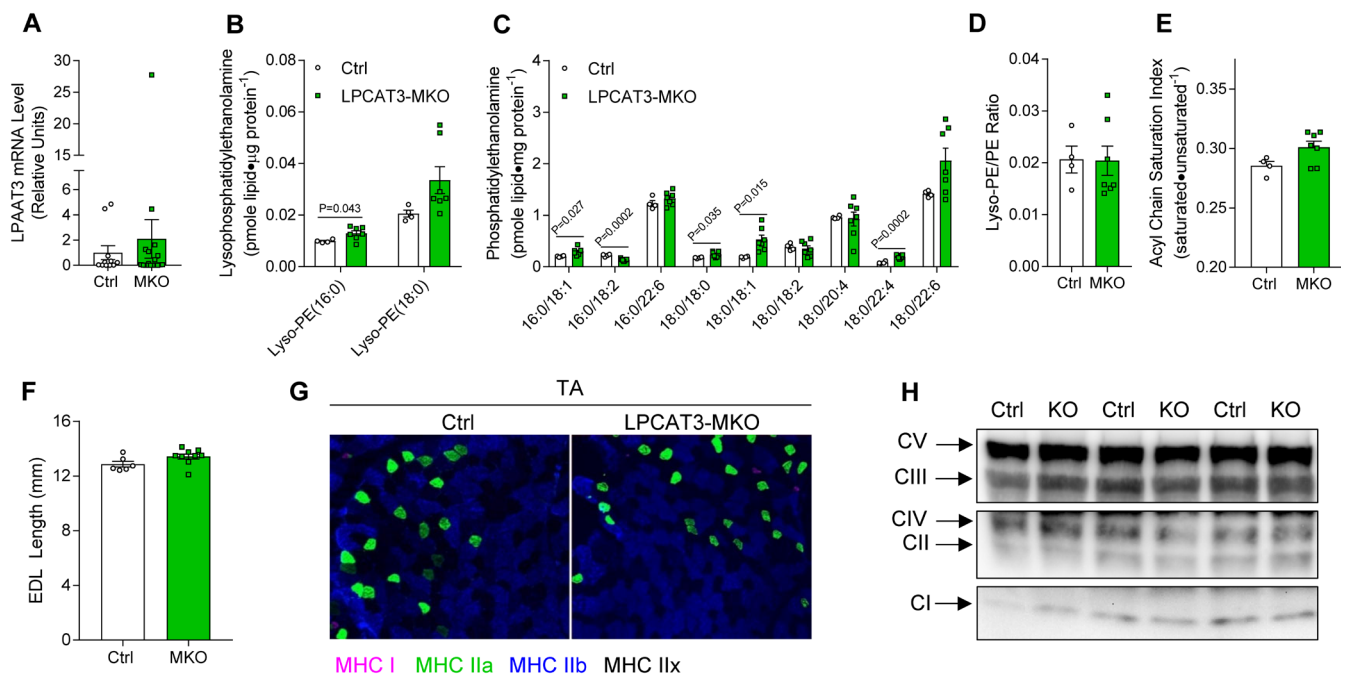 A
LPAAT3 mRNA Level
(Relative Units)
30
25
20
15
6
4
2
0
Ctrl
MKO
B
Lysophosphatidylethanolamine
(pmole lipid•μg protein⁻¹)
0.08
0.06
0.04
0.02
0.00
Ctrl
LPCAT3-MKO
P=0.043
Lyso-PE(16:0)
Lyso-PE(18:0)
C
Phosphatidylethanolamine
(pmole lipid•mg protein⁻¹)
4
3
2
1
0
Ctrl
LPCAT3-MKO
P=0.027
P=0.0002
P=0.035
P=0.015
P=0.0002
16:0/18:1
16:0/18:2
16:0/22:6
18:0/18:0
18:0/18:1
18:0/18:2
18:0/20:4
18:0/22:4
18:0/22:6
D
Lyso-PE/PE Ratio
0.04
0.03
0.02
0.01
0.00
Ctrl
MKO
E
Acyl Chain Saturation Index
(saturated•unsaturated⁻¹)
0.35
0.30
0.25
0.20
Ctrl
MKO
F
EDL Length (mm)
16
12
8
4
0
Ctrl
MKO
G
TA
Ctrl
LPCAT3-MKO
MHC I MHC IIa MHC IIb MHC IIx
H
Ctrl KO Ctrl KO Ctrl KO
CV
CIII
CIV
CII
CI